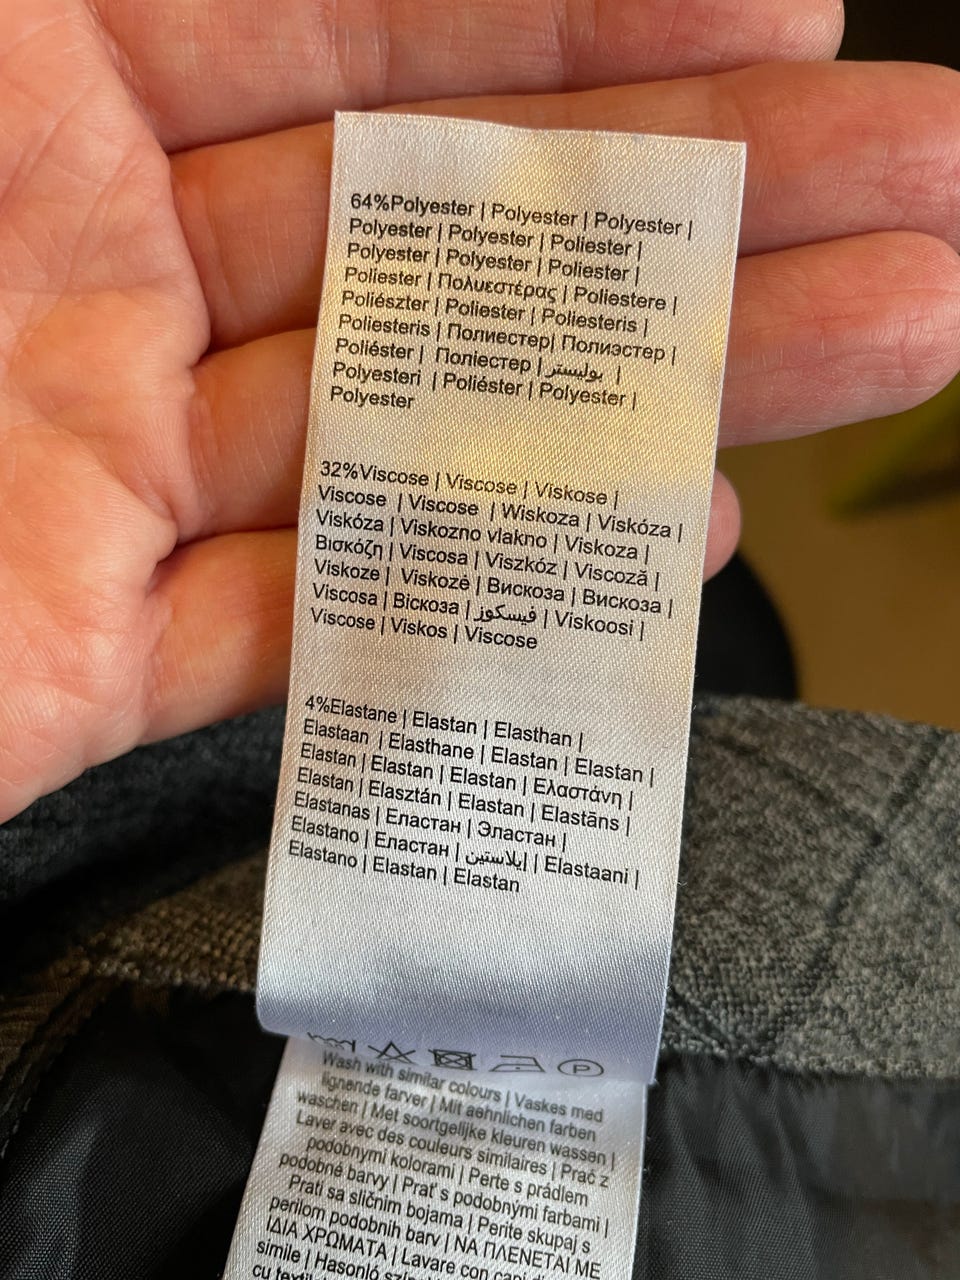 64%Polyester | Polyester | Polyester |
Polyester | Polyester | Poliester |
Polyester | Polyester | Poliester |
Poliester | Πολυεστέρας | Poliestere |
Poliészter | Poliester | Poliesteris |
Poliesteris | Полиестер| Полиэстер |
Poliéster | Поліестер | بوليستر |
Polyesteri | Poliéster | Polyester |
Polyester
32%Viscose | Viscose | Viskose |
Viscose | Viscose | Wiskoza | Viskóza |
Viskóza | Viskozno vlakno | Viskoza |
Βισκόζη | Viscosa | Viszkóz | Viscoză |
Viskoze | Viskozė | Вискоза | Вискоза |
Viscosa | Віскоза | فيسكوز | Viskoosi |
Viscose | Viskos | Viscose
4%Elastane | Elastan | Elasthan |
Elastaan | Elasthane | Elastan | Elastan |
Elastan | Elastan | Elastan | Ελαστάνη |
Elastan | Elasztán | Elastan | Elastāns |
Elastanas | Еластан | Эластан |
Elastano | Еластан | إيلاستين | Elastaani |
Elastano | Elastan | Elastan
P
Wash with similar colours | Vaskes med
lignende farver | Mit aehnlichen farben
waschen | Met soortgelijke kleuren wassen |
Laver avec des couleurs similaires | Prać z
podobnymi kolorami | Perte s prádlem
podobné barvy | Prať s podobnými farbami |
Prati sa sličnim bojama | Perite skupaj s
perilom podobnih barv | ΝΑ ΠΛΕΝΕΤΑΙ ΜΕ
ΙΔΙΑ ΧΡΩΜΑΤΑ | Lavare con capi
simile | Hasonló
cu